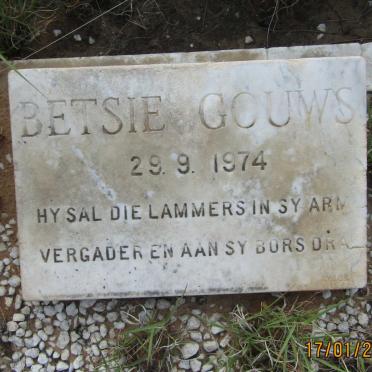 BETSIE GOUWS
29. 9. 1974
HY SAL DIE LAMMERS IN SY ARM
VERGADER EN AAN SY BORS DRA
17/01/2